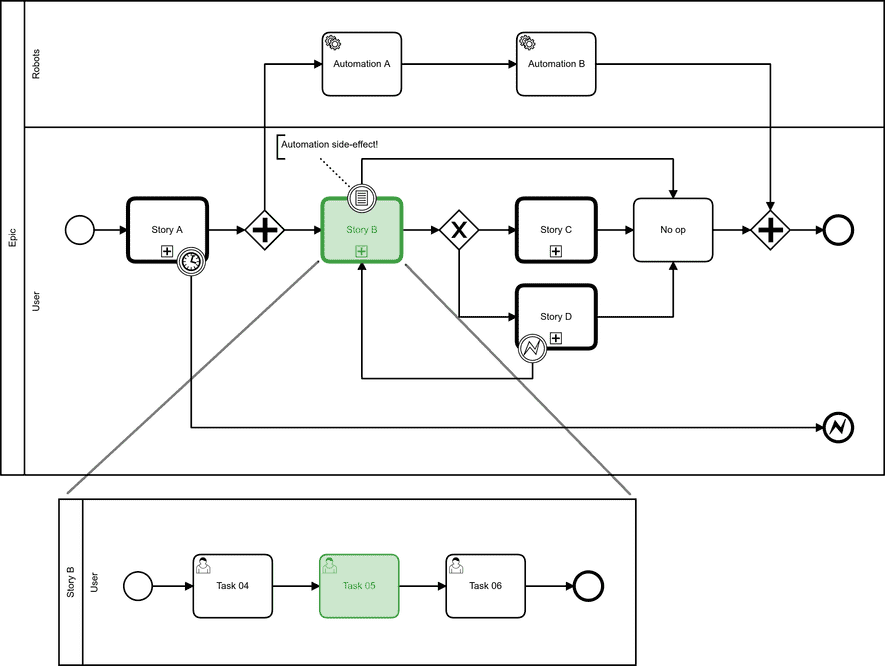 Epic
Robots
Automation A
Automation B
User
Automation side-effect!
Story A
Story B
X
Story C
No op
Story D
Story B
User
Task 04
Task 05
Task 06